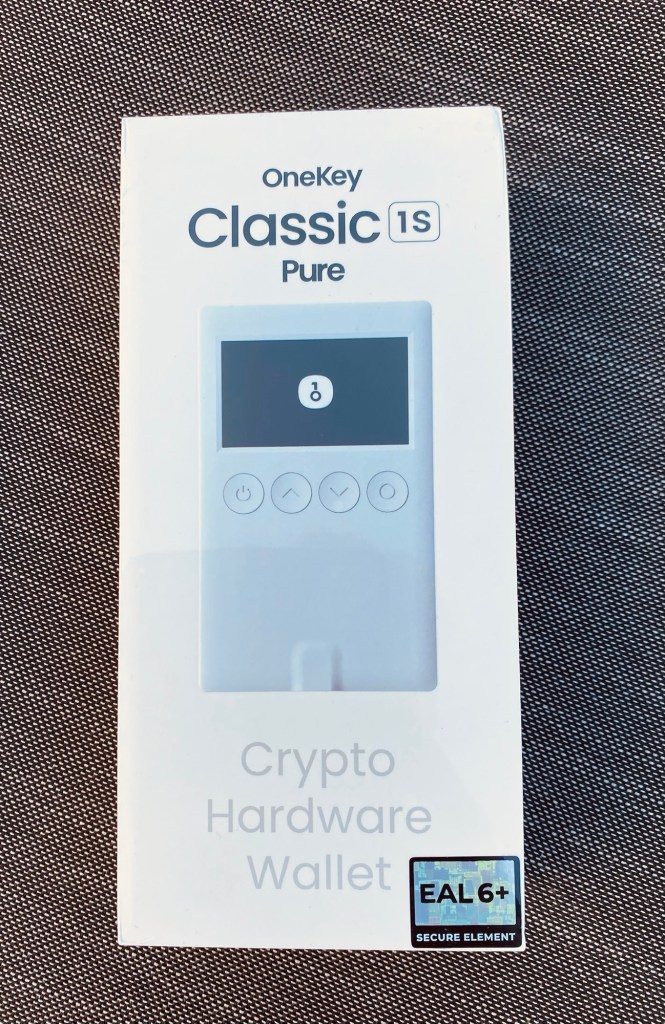 OneKey
Classic 1S
Pure
Crypto
Hardware
Wallet
EAL 6+
SECURE ELEMENT